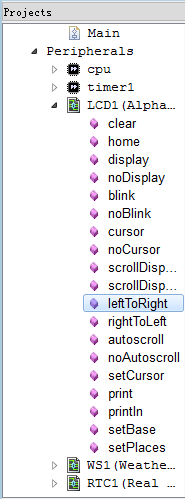 Projects
Main
Peripherals
cpu
timer1
LCD1(Alpha
clear
home
display
noDisplay
blink
noBlink
cursor
noCursor
scrollDisp...
scrollDisp...
leftToRight
rightToLeft
autoscroll
noAutoscroll
setCursor
print
println
setBase
setPlaces
WS1(Weathe
RTC1(Real